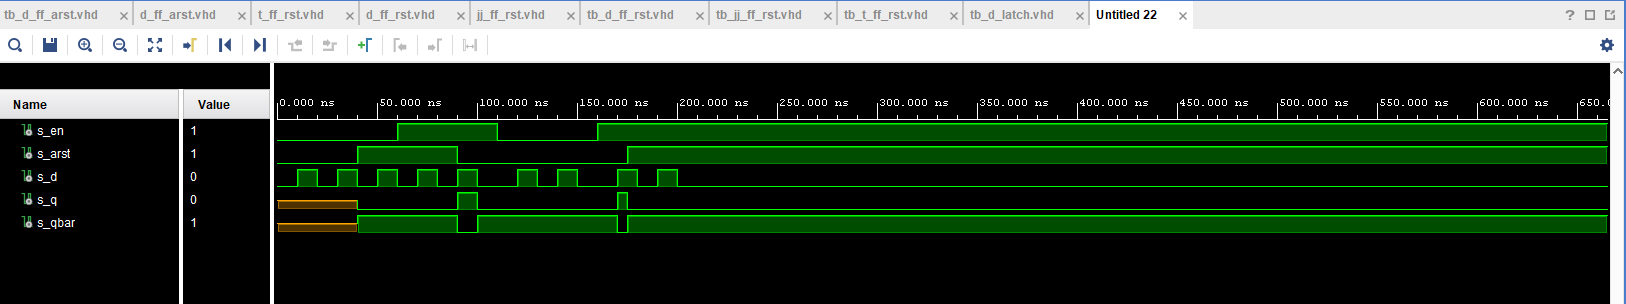 tb_d_ff_arst.vhd × d_ff_arst.vhd × t_ff_rst.vhd × d_ff_rst.vhd × jj_ff_rst.vhd × tb_d_ff_rst.vhd × tb_jj_ff_rst.vhd × tb_t_ff_rst.vhd × tb_d_latch.vhd × Untitled 22 × ?
Name Value 0.000 ns 50.000 ns 100.000 ns 150.000 ns 200.000 ns 250.000 ns 300.000 ns 350.000 ns 400.000 ns 450.000 ns 500.000 ns 550.000 ns 600.000 ns 650.0
s_en 1
s_arst 1
s_d 0
s_q 0
s_qbar 1